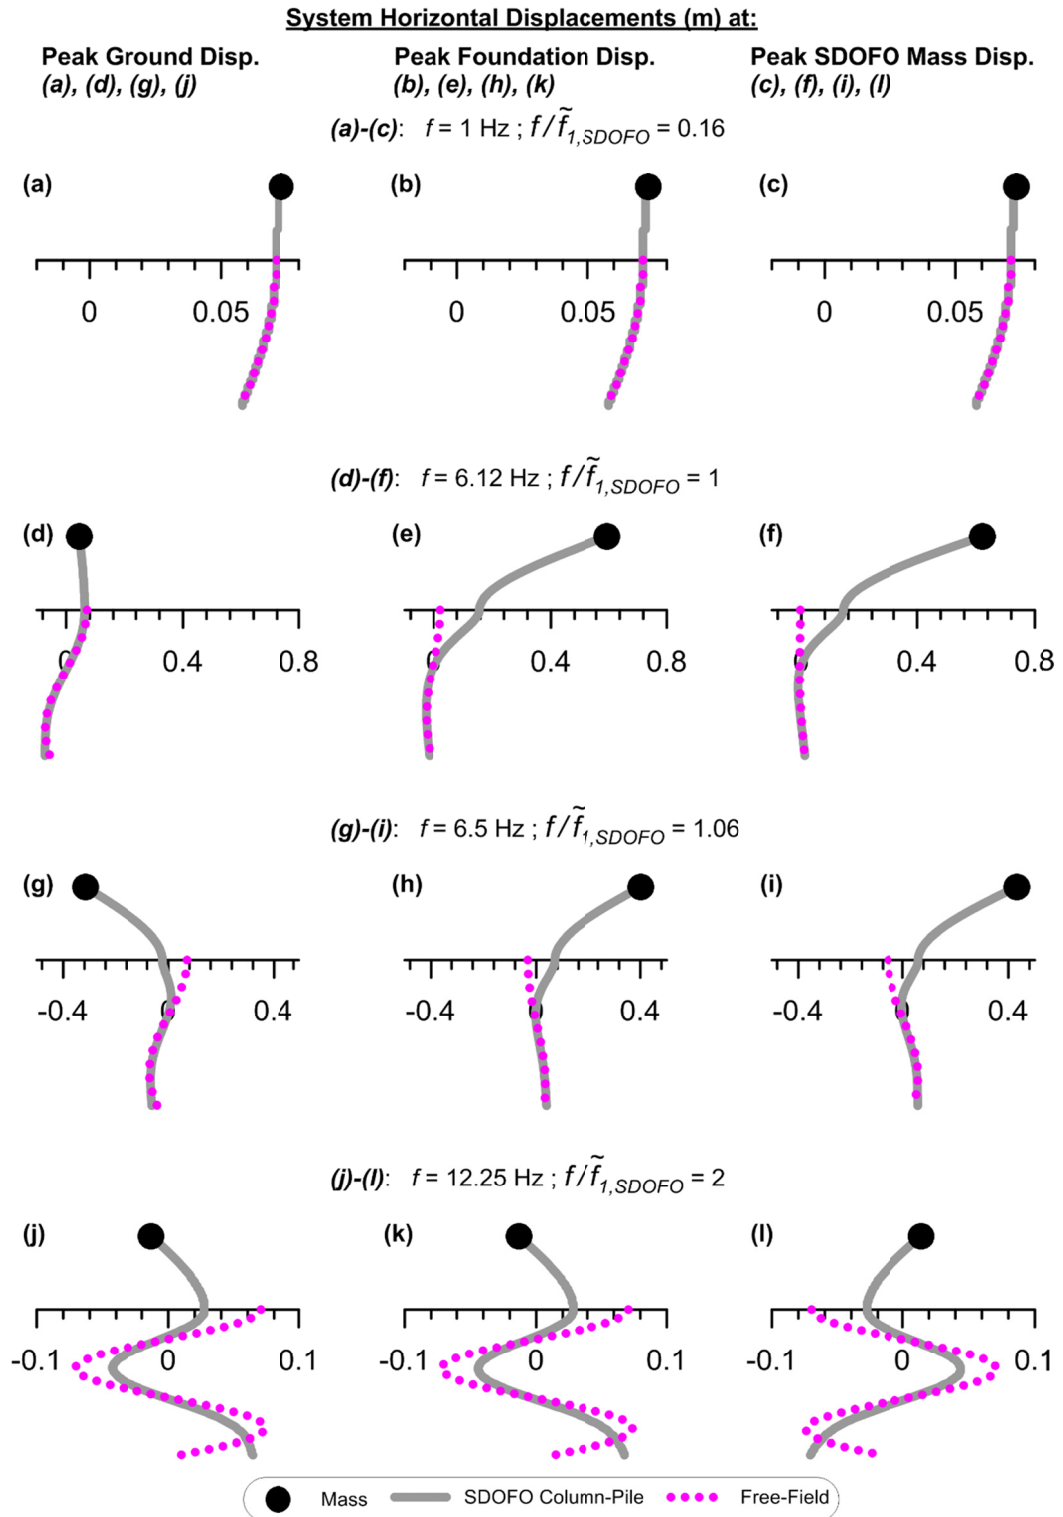 System Horizontal Displacements (m) at:
Peak Ground Disp. Peak Foundation Disp. Peak SDOFO Mass Disp.
(a), (d), (g), (j) (b), (e), (h), (k) (c), (f), (i), (l)
(a)-(c): f = 1 Hz ; f/f̃1,SDOFO = 0.16
(a) (b) (c)
0 0.05 0 0.05 0 0.05
(d)-(f): f = 6.12 Hz ; f/f̃1,SDOFO = 1
(d) (e) (f)
0 0.4 0.8 0 0.4 0.8 0 0.4 0.8
(g)-(i): f = 6.5 Hz ; f/f̃1,SDOFO = 1.06
(g) (h) (i)
-0.4 0 0.4 -0.4 0 0.4 -0.4 0 0.4
(j)-(l): f = 12.25 Hz ; f/f̃1,SDOFO = 2
(j) (k) (l)
-0.1 0 0.1 -0.1 0 0.1 -0.1 0 0.1
Mass SDOFO Column-Pile Free-Field